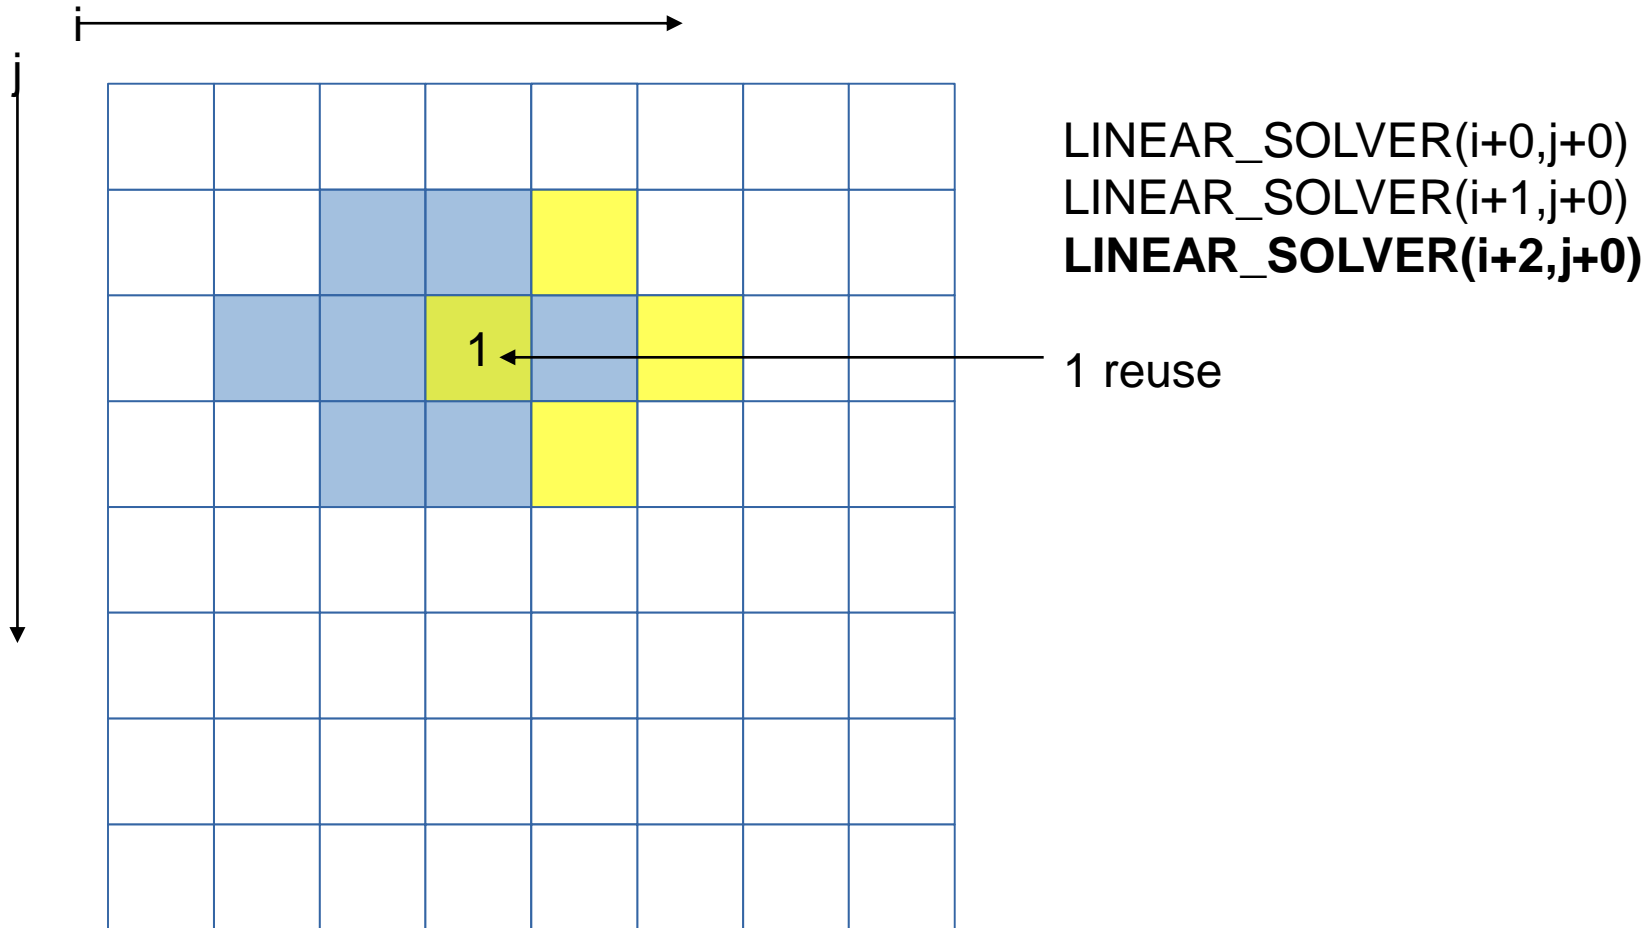 i
j
LINEAR_SOLVER(i+0,j+0)
LINEAR_SOLVER(i+1,j+0)
LINEAR_SOLVER(i+2,j+0)
1
1 reuse